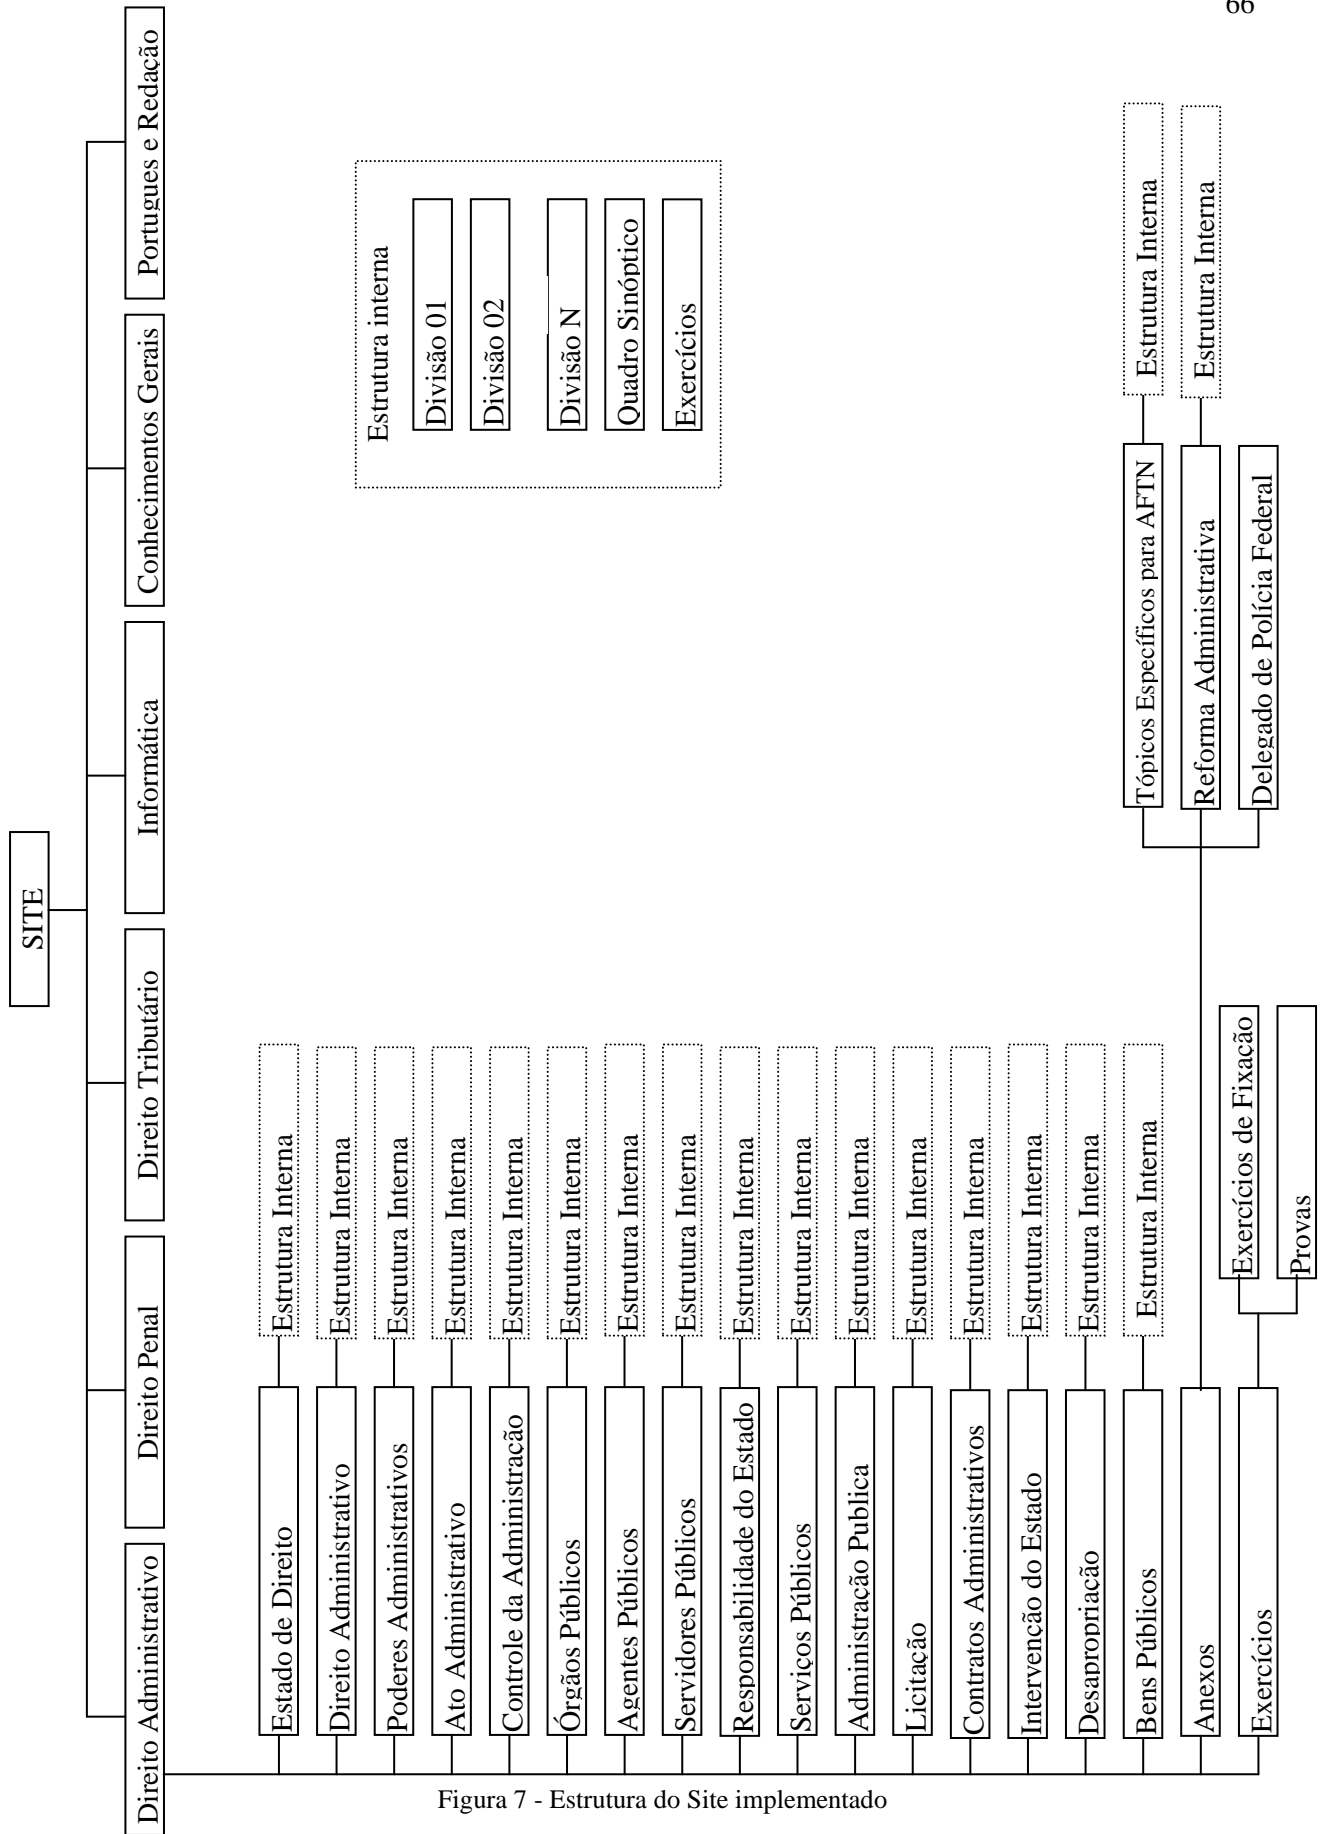 66
SITE
Direito Administrativo
Direito Penal
Direito Tributário
Informática
Conhecimentos Gerais
Portugues e Redação
Estado de Direito
Estrutura Interna
Direito Administrativo
Estrutura Interna
Poderes Administrativos
Estrutura Interna
Ato Administrativo
Estrutura Interna
Controle da Administração
Estrutura Interna
Órgãos Públicos
Estrutura Interna
Agentes Públicos
Estrutura Interna
Servidores Públicos
Estrutura Interna
Responsabilidade do Estado
Estrutura Interna
Serviços Públicos
Estrutura Interna
Administração Publica
Estrutura Interna
Licitação
Estrutura Interna
Contratos Administrativos
Estrutura Interna
Intervenção do Estado
Estrutura Interna
Desapropriação
Estrutura Interna
Bens Públicos
Estrutura Interna
Anexos
Tópicos Específicos para AFTN
Estrutura Interna
Reforma Administrativa
Estrutura Interna
Delegado de Polícia Federal
Exercícios
Exercícios de Fixação
Provas
Estrutura interna
Divisão 01
Divisão 02
Divisão N
Quadro Sinóptico
Exercícios
Figura 7 - Estrutura do Site implementado